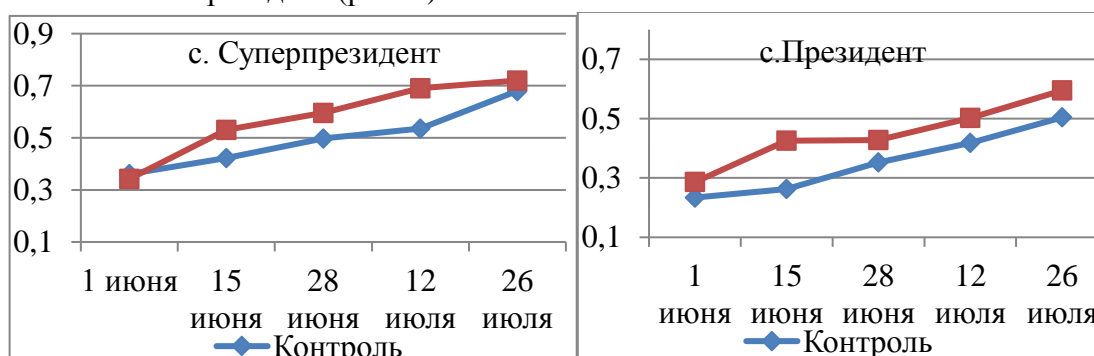 с. Суперпрезидент
0,9
0,7
0,5
0,3
0,1
1 июня 15 июня 28 июня 12 июля 26 июля
Контроль
с.Президент
0,7
0,5
0,3
0,1
1 июня 15 июня 28 июня 12 июля 26 июля
Контроль